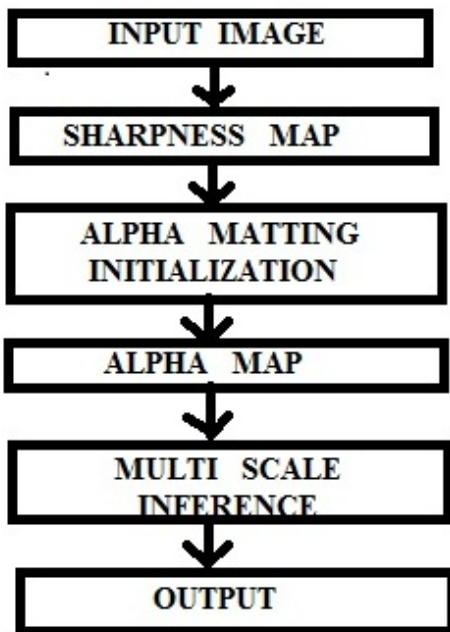 INPUT IMAGE
SHARPNESS MAP
ALPHA MATTING
INITIALIZATION
ALPHA MAP
MULTI SCALE
INFERENCE
OUTPUT